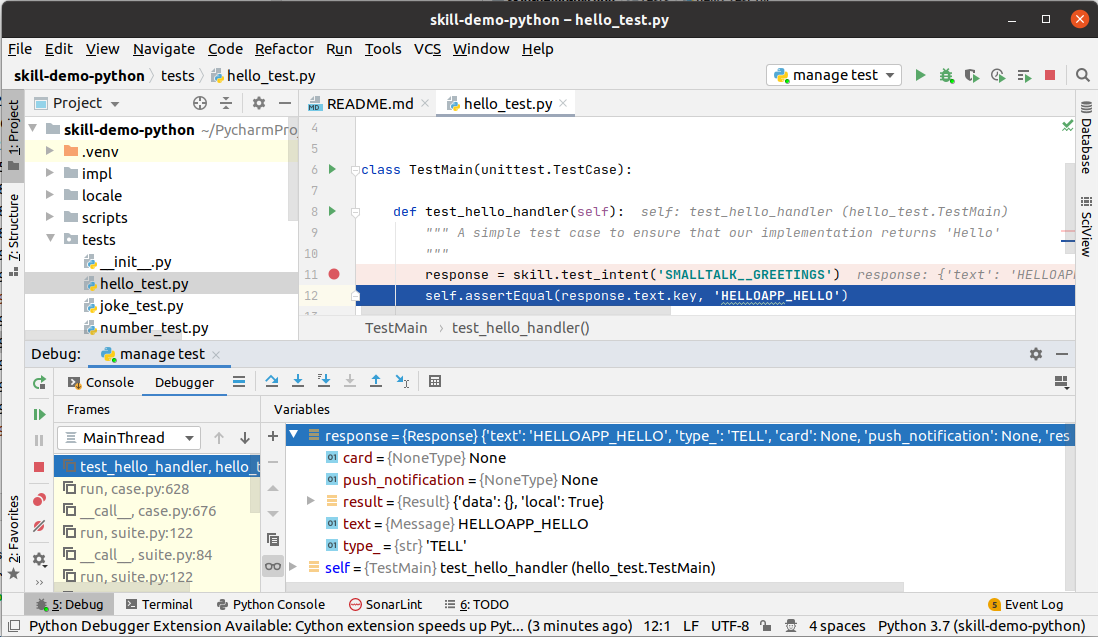 skill-demo-python – hello_test.py
File Edit View Navigate Code Refactor Run Tools VCS Window Help
skill-demo-python tests hello_test.py manage test
1: Project
7: Structure
2: Favorites
Project
skill-demo-python ~/PycharmProj
.venv
impl
locale
scripts
tests
__init__.py
hello_test.py
joke_test.py
number_test.py
README.md hello_test.py
4
5
6 class TestMain(unittest.TestCase):
7
8 def test_hello_handler(self): self: test_hello_handler (hello_test.TestMain)
9 """ A simple test case to ensure that our implementation returns 'Hello'
10 """
11 response = skill.test_intent('SMALLTALK__GREETINGS') response: {'text': 'HELLOAPP
12 self.assertEqual(response.text.key, 'HELLOAPP_HELLO')
TestMain › test_hello_handler()
Database
SciView
Debug: manage test
Console Debugger
Frames
MainThread
test_hello_handler, hello_t
run, case.py:628
__call__, case.py:676
run, suite.py:122
__call__, suite.py:84
run, suite.py:122
Variables
response = {Response} {'text': 'HELLOAPP_HELLO', 'type_': 'TELL', 'card': None, 'push_notification': None, 'res
card = {NoneType} None
push_notification = {NoneType} None
result = {Result} {'data': {}, 'local': True}
text = {Message} HELLOAPP_HELLO
type_ = {str} 'TELL'
self = {TestMain} test_hello_handler (hello_test.TestMain)
5: Debug Terminal Python Console SonarLint 6: TODO 5 Event Log
Python Debugger Extension Available: Cython extension speeds up Pyt... (3 minutes ago) 12:1 LF UTF-8 4 spaces Python 3.7 (skill-demo-python)